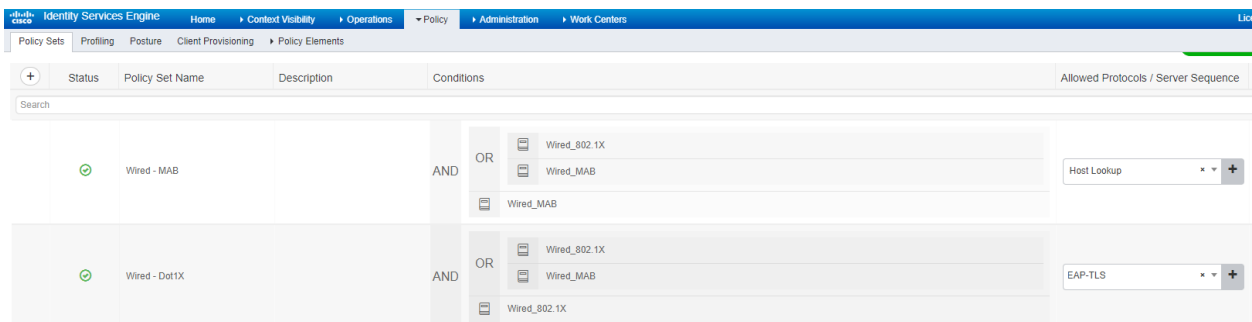 cisco Identity Services Engine Home Context Visibility Operations Policy Administration Work Centers
Policy Sets Profiling Posture Client Provisioning Policy Elements
+ Status Policy Set Name Description Conditions Allowed Protocols / Server Sequence
Search
Wired - MAB AND OR Wired_802.1X
Wired_MAB
Wired_MAB
Host Lookup × +
Wired - Dot1X AND OR Wired_802.1X
Wired_MAB
Wired_802.1X
EAP-TLS × +